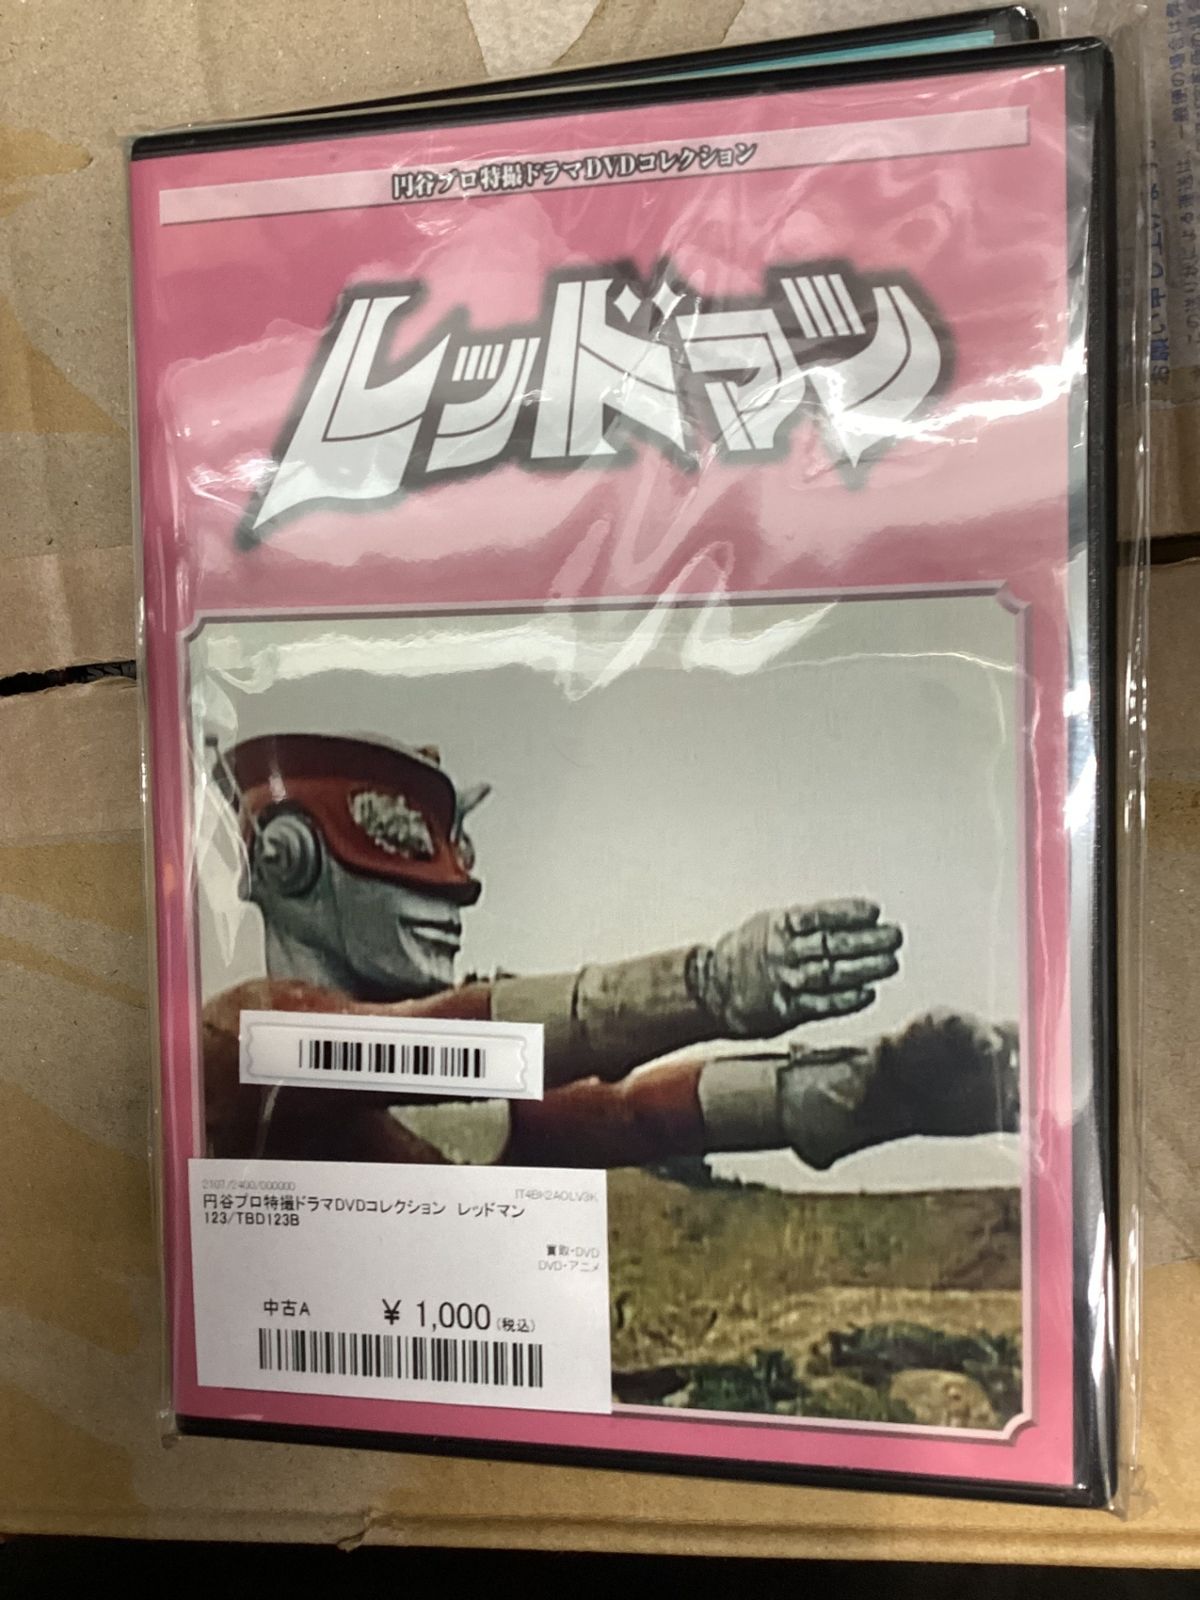 円谷プロ特撮ドラマDVDコレクション
レッドマン
2107/2400/000000
円谷プロ特撮ドラマDVDコレクション レッドマン
123/TBD123B
買取・DVD
DVD・アニメ
中古A ¥ 1,000(税込)